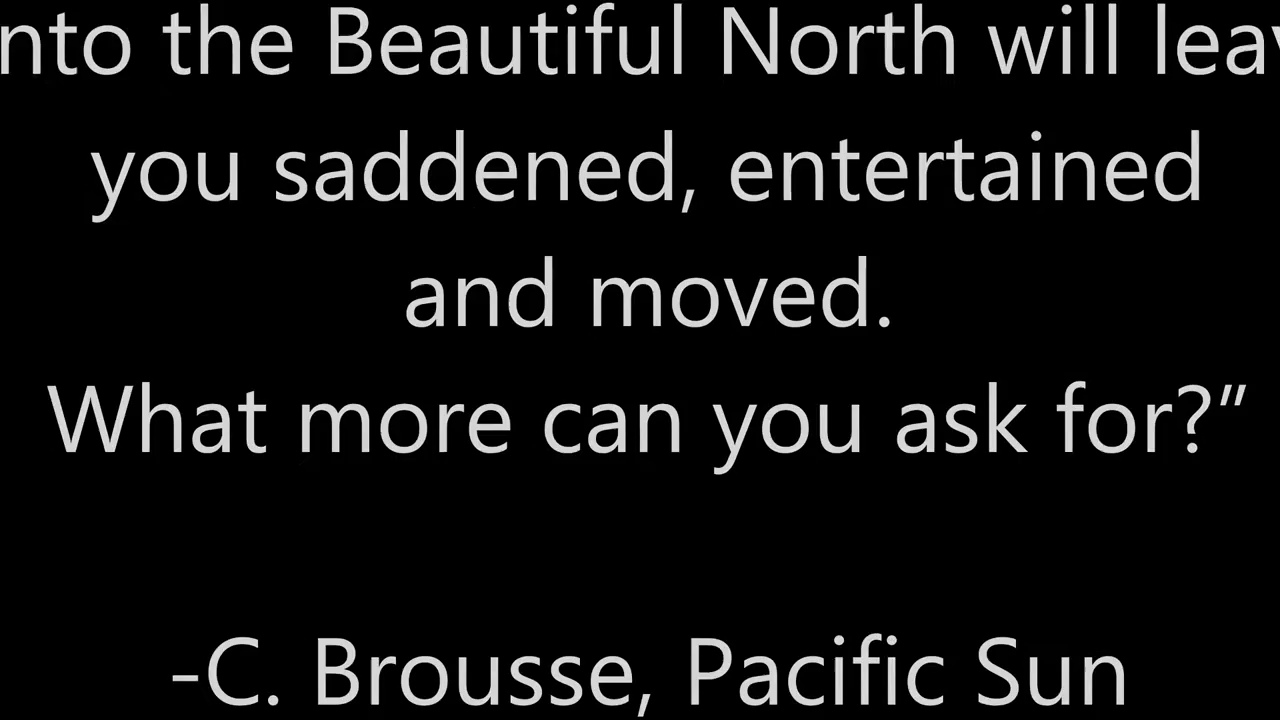 nto the Beautiful North will leav
you saddened, entertained
and moved.
What more can you ask for?”
-C. Brousse, Pacific Sun